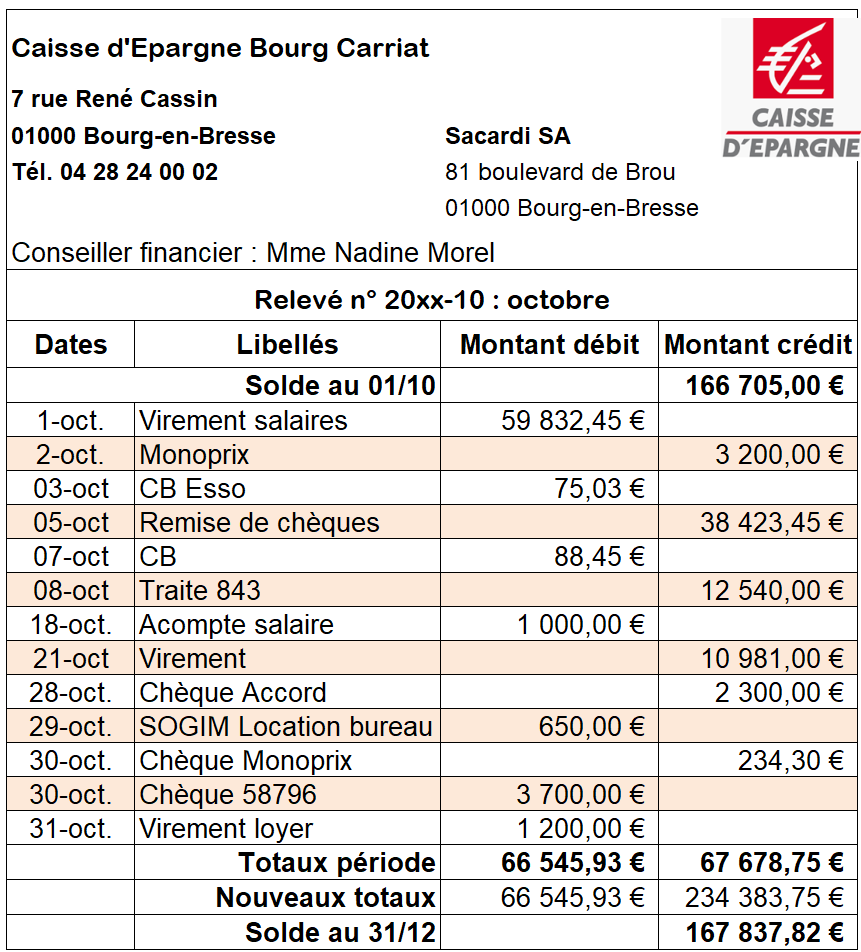 Caisse d'Epargne Bourg Carriat
7 rue René Cassin
01000 Bourg-en-Bresse
Tél. 04 28 24 00 02
CAISSE
D'EPARGNE
Sacardi SA
81 boulevard de Brou
01000 Bourg-en-Bresse
Conseiller financier : Mme Nadine Morel
Relevé n° 20xx-10 : octobre
Dates Libellés Montant débit Montant crédit
Solde au 01/10 166 705,00 €
1-oct. Virement salaires 59 832,45 €
2-oct. Monoprix 3 200,00 €
03-oct CB Esso 75,03 €
05-oct Remise de chèques 38 423,45 €
07-oct CB 88,45 €
08-oct Traite 843 12 540,00 €
18-oct. Acompte salaire 1 000,00 €
21-oct Virement 10 981,00 €
28-oct. Chèque Accord 2 300,00 €
29-oct. SOGIM Location bureau 650,00 €
30-oct. Chèque Monoprix 234,30 €
30-oct. Chèque 58796 3 700,00 €
31-oct. Virement loyer 1 200,00 €
Totaux période 66 545,93 € 67 678,75 €
Nouveaux totaux 66 545,93 € 234 383,75 €
Solde au 31/12 167 837,82 €